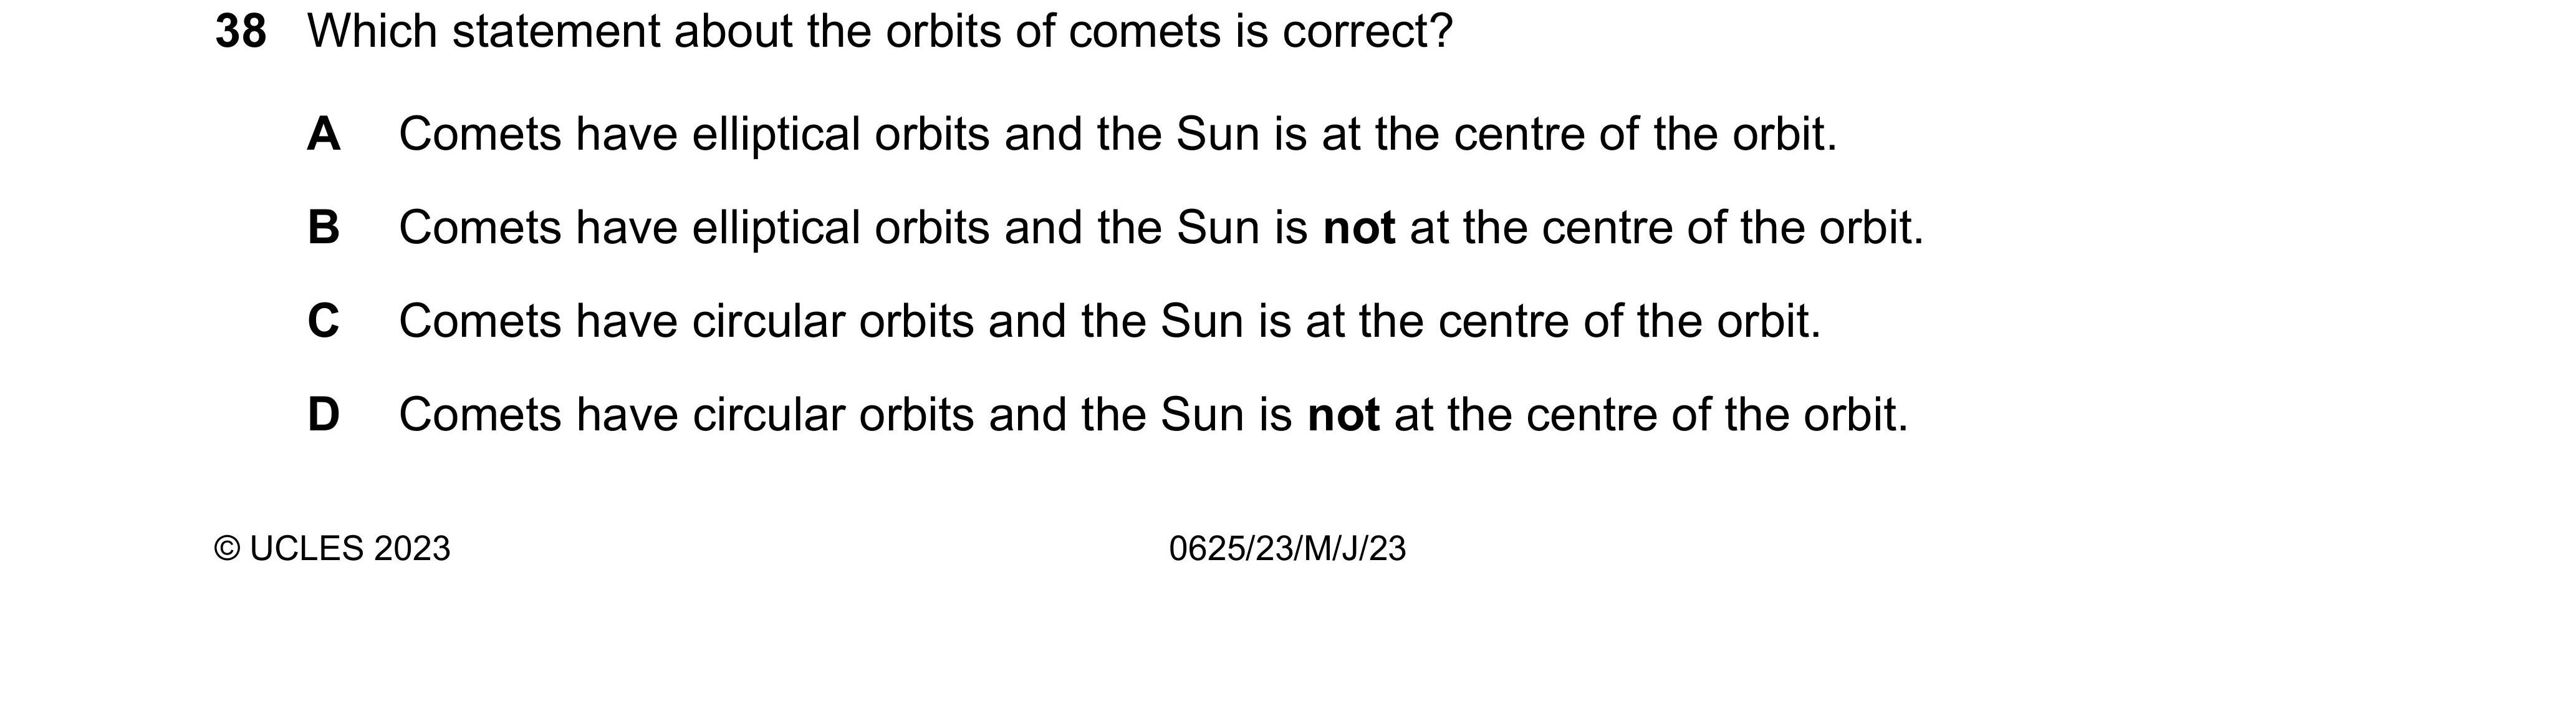 38 Which statement about the orbits of comets is correct?
A Comets have elliptical orbits and the Sun is at the centre of the orbit.
B Comets have elliptical orbits and the Sun is not at the centre of the orbit.
C Comets have circular orbits and the Sun is at the centre of the orbit.
D Comets have circular orbits and the Sun is not at the centre of the orbit.
© UCLES 2023 0625/23/M/J/23